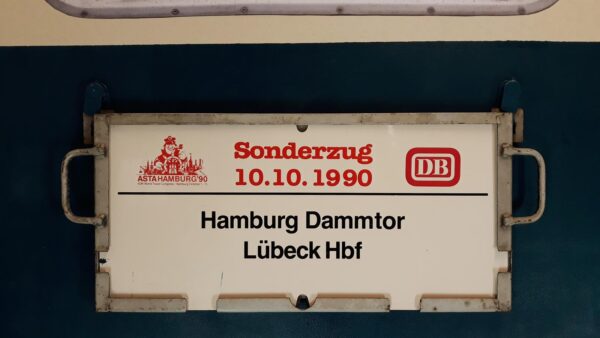 Sonderzug
10.10.1990
DB
ASTA HAMBURG '90
Hamburg Dammtor
Lübeck Hbf